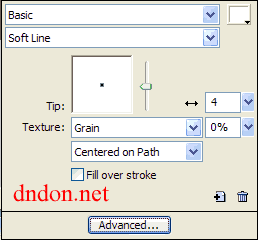 Basic
Soft Line
Tip:
4
Texture:
Grain
0%
Centered on Path
Fill over stroke
dndon.net
Advanced...